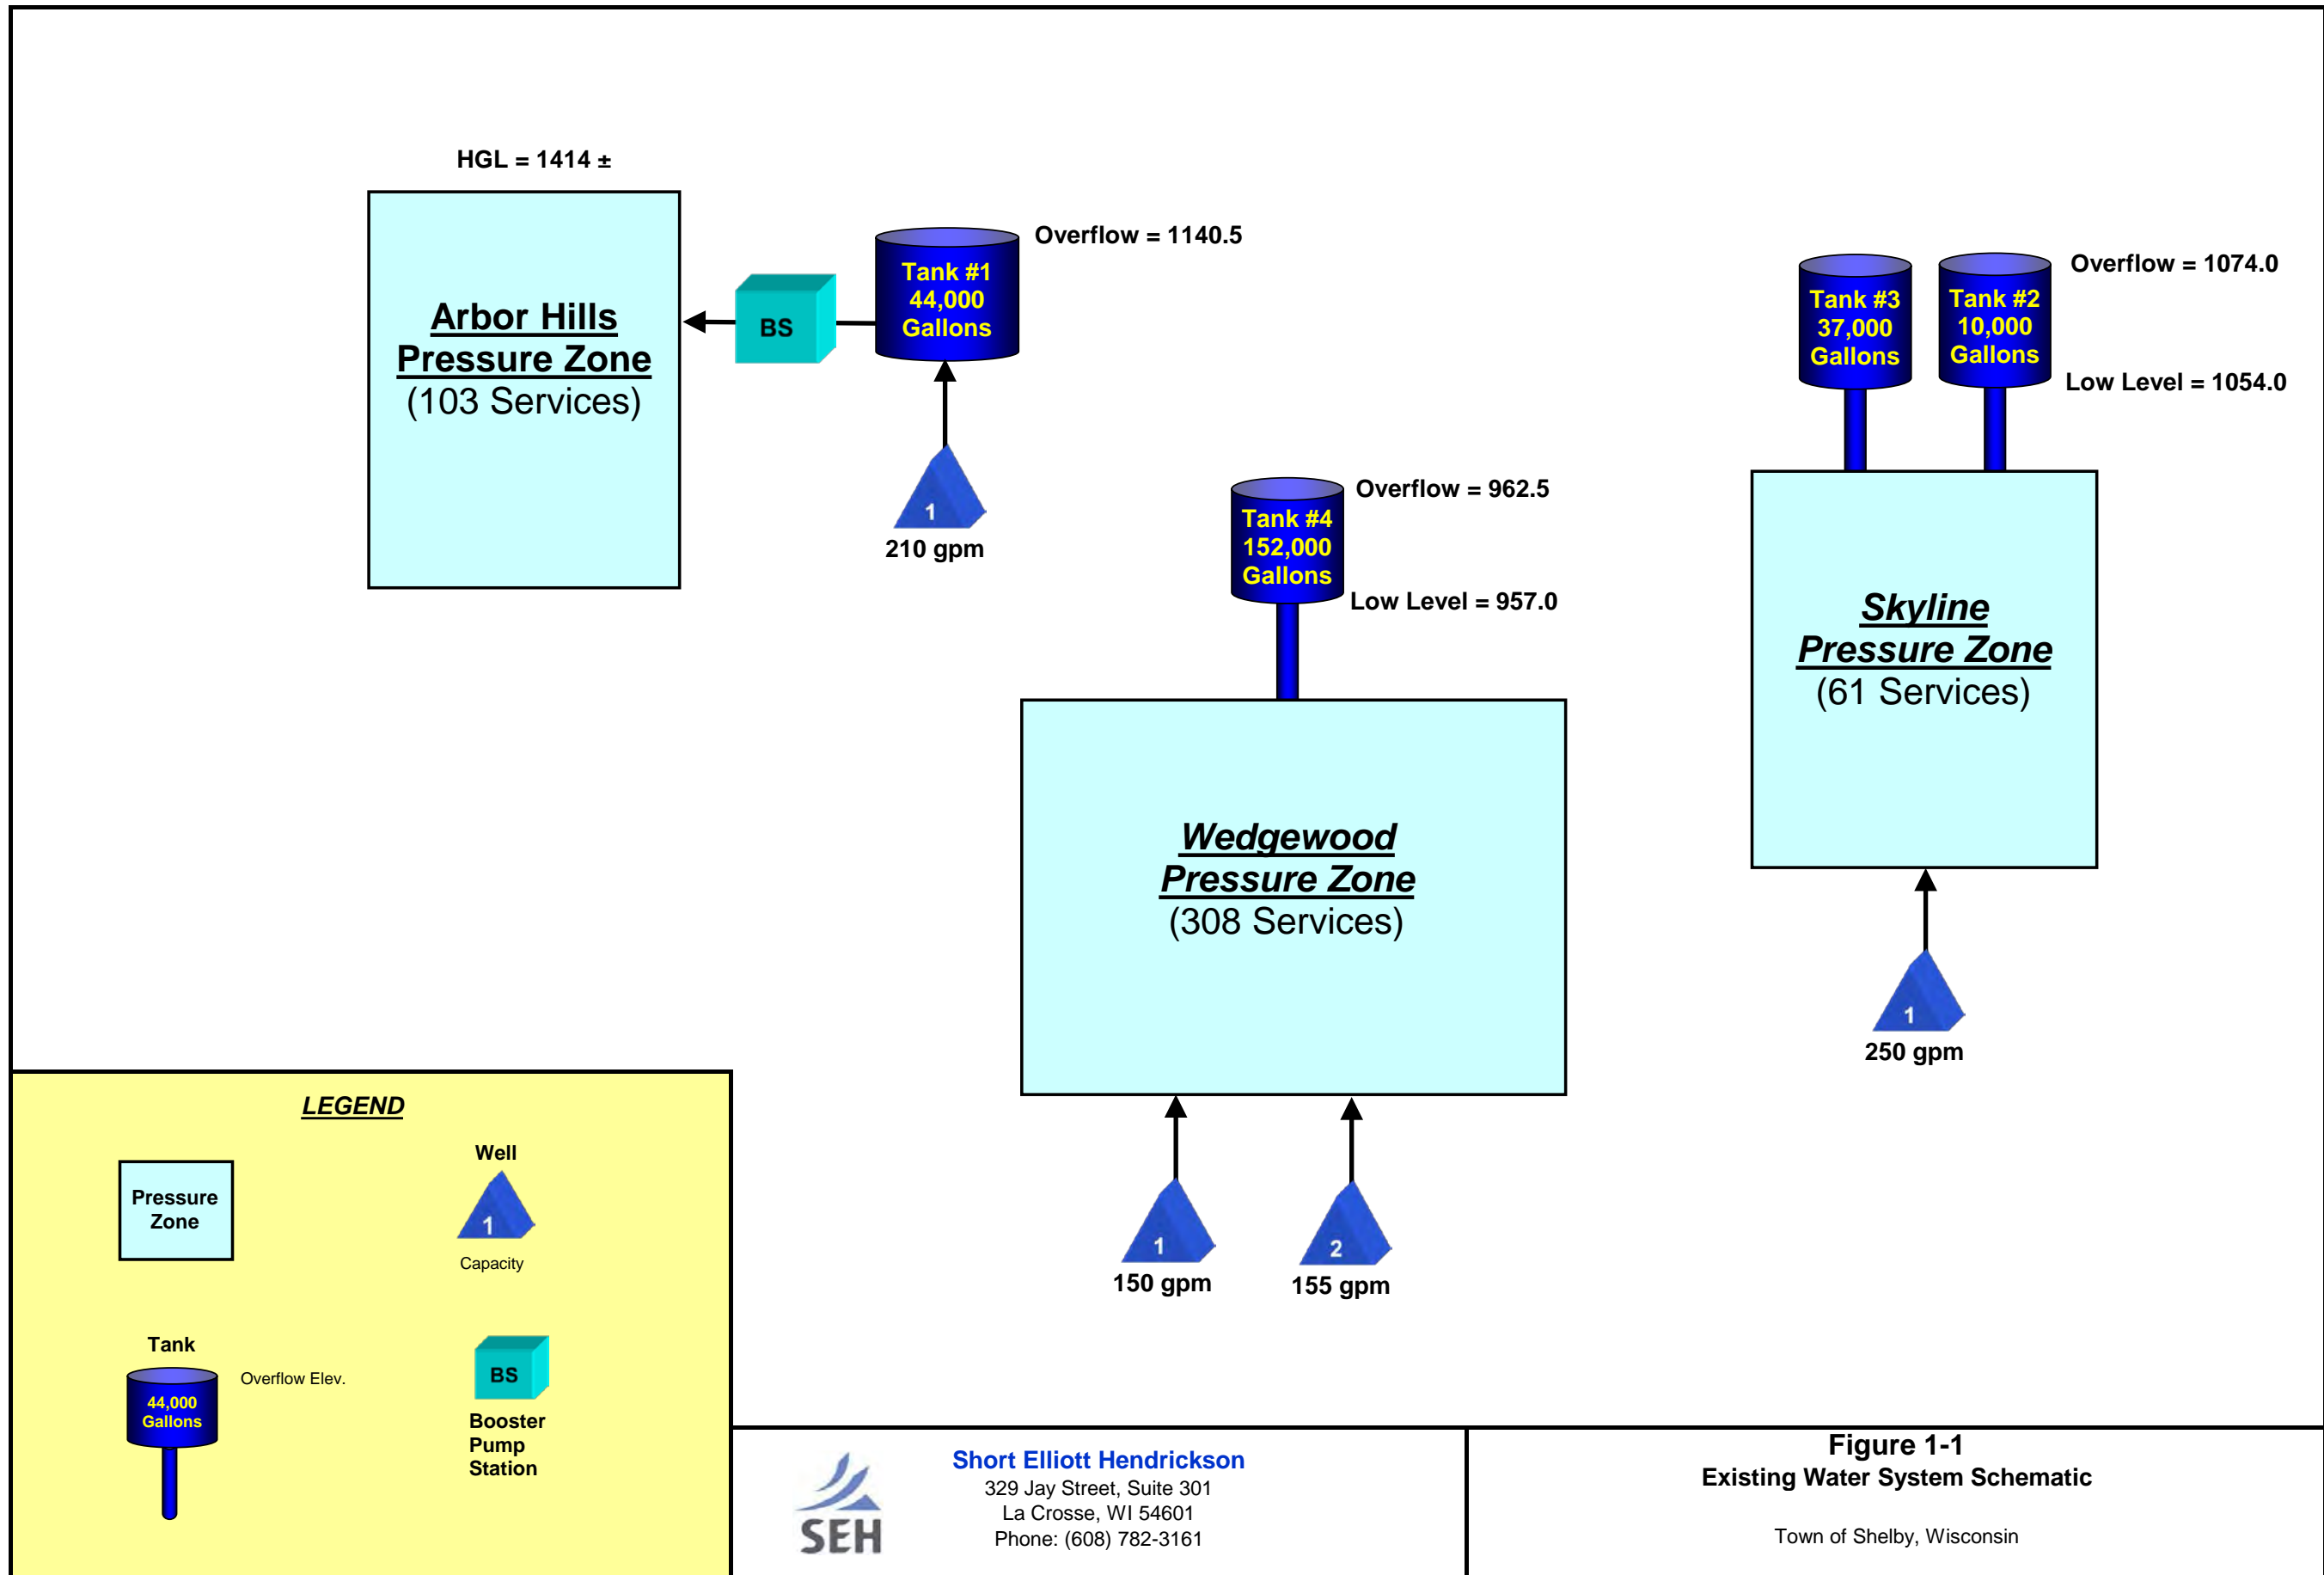 HGL = 1414 ±
Arbor Hills
Pressure Zone
(103 Services)
BS
Tank #1
44,000
Gallons
Overflow = 1140.5
1
210 gpm
Tank #4
152,000
Gallons
Overflow = 962.5
Low Level = 957.0
Wedgewood
Pressure Zone
(308 Services)
1
150 gpm
2
155 gpm
Tank #3
37,000
Gallons
Tank #2
10,000
Gallons
Overflow = 1074.0
Low Level = 1054.0
Skyline
Pressure Zone
(61 Services)
1
250 gpm
LEGEND
Pressure
Zone
Well
1
Capacity
Tank
44,000
Gallons
Overflow Elev.
BS
Booster
Pump
Station
SEH
Short Elliott Hendrickson
329 Jay Street, Suite 301
La Crosse, WI 54601
Phone: (608) 782-3161
Figure 1-1
Existing Water System Schematic
Town of Shelby, Wisconsin